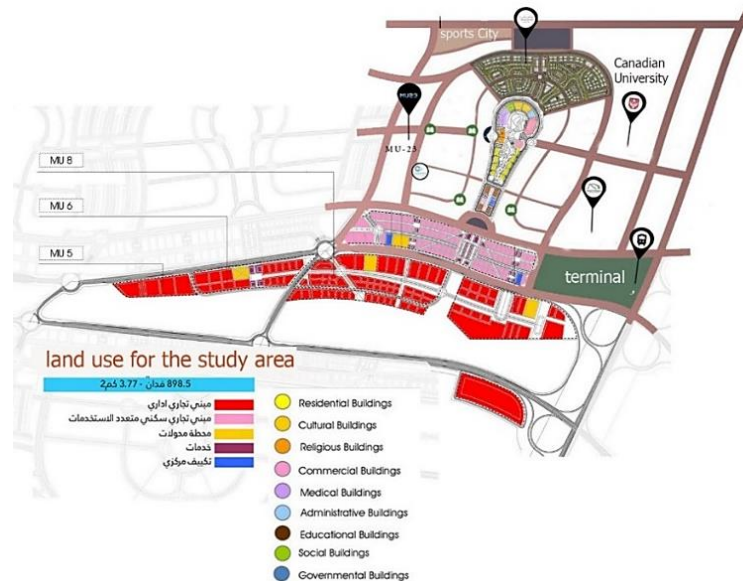 sports City
Canadian
University
MU-23
MU 8
MU 6
MU 5
terminal
land use for the study area
898.5 فدان - 3.77 كم2
مبني تجاري اداري
مبني تجاري سكني متعدد الاستخدمات
محطة محولات
خدمات
تكييف مركزي
Residential Buildings
Cultural Buildings
Religious Buildings
Commercial Buildings
Medical Buildings
Administrative Buildings
Educational Buildings
Social Buildings
Governmental Buildings